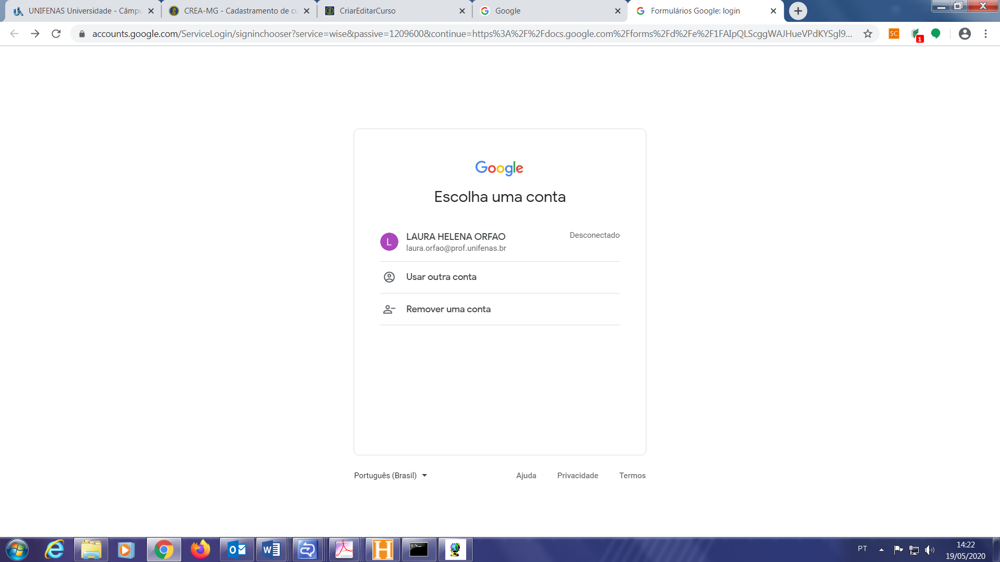 UNIFENAS Universidade - Câmpu
CREA-MG - Cadastramento de cu
CriarEditarCurso
Google
Formulários Google: login
accounts.google.com/ServiceLogin/signinchooser?service=wise&passive=1209600&continue=https%3A%2F%2Fdocs.google.com%2Fforms%2Fd%2Fe%2F1FAIpQLScggWAJHueVPdKYSgl9...
SC
1
Google
Escolha uma conta
L
LAURA HELENA ORFAO
Desconectado
laura.orfao@prof.unifenas.br
Usar outra conta
Remover uma conta
Português (Brasil)
Ajuda
Privacidade
Termos
PT
14:22
19/05/2020